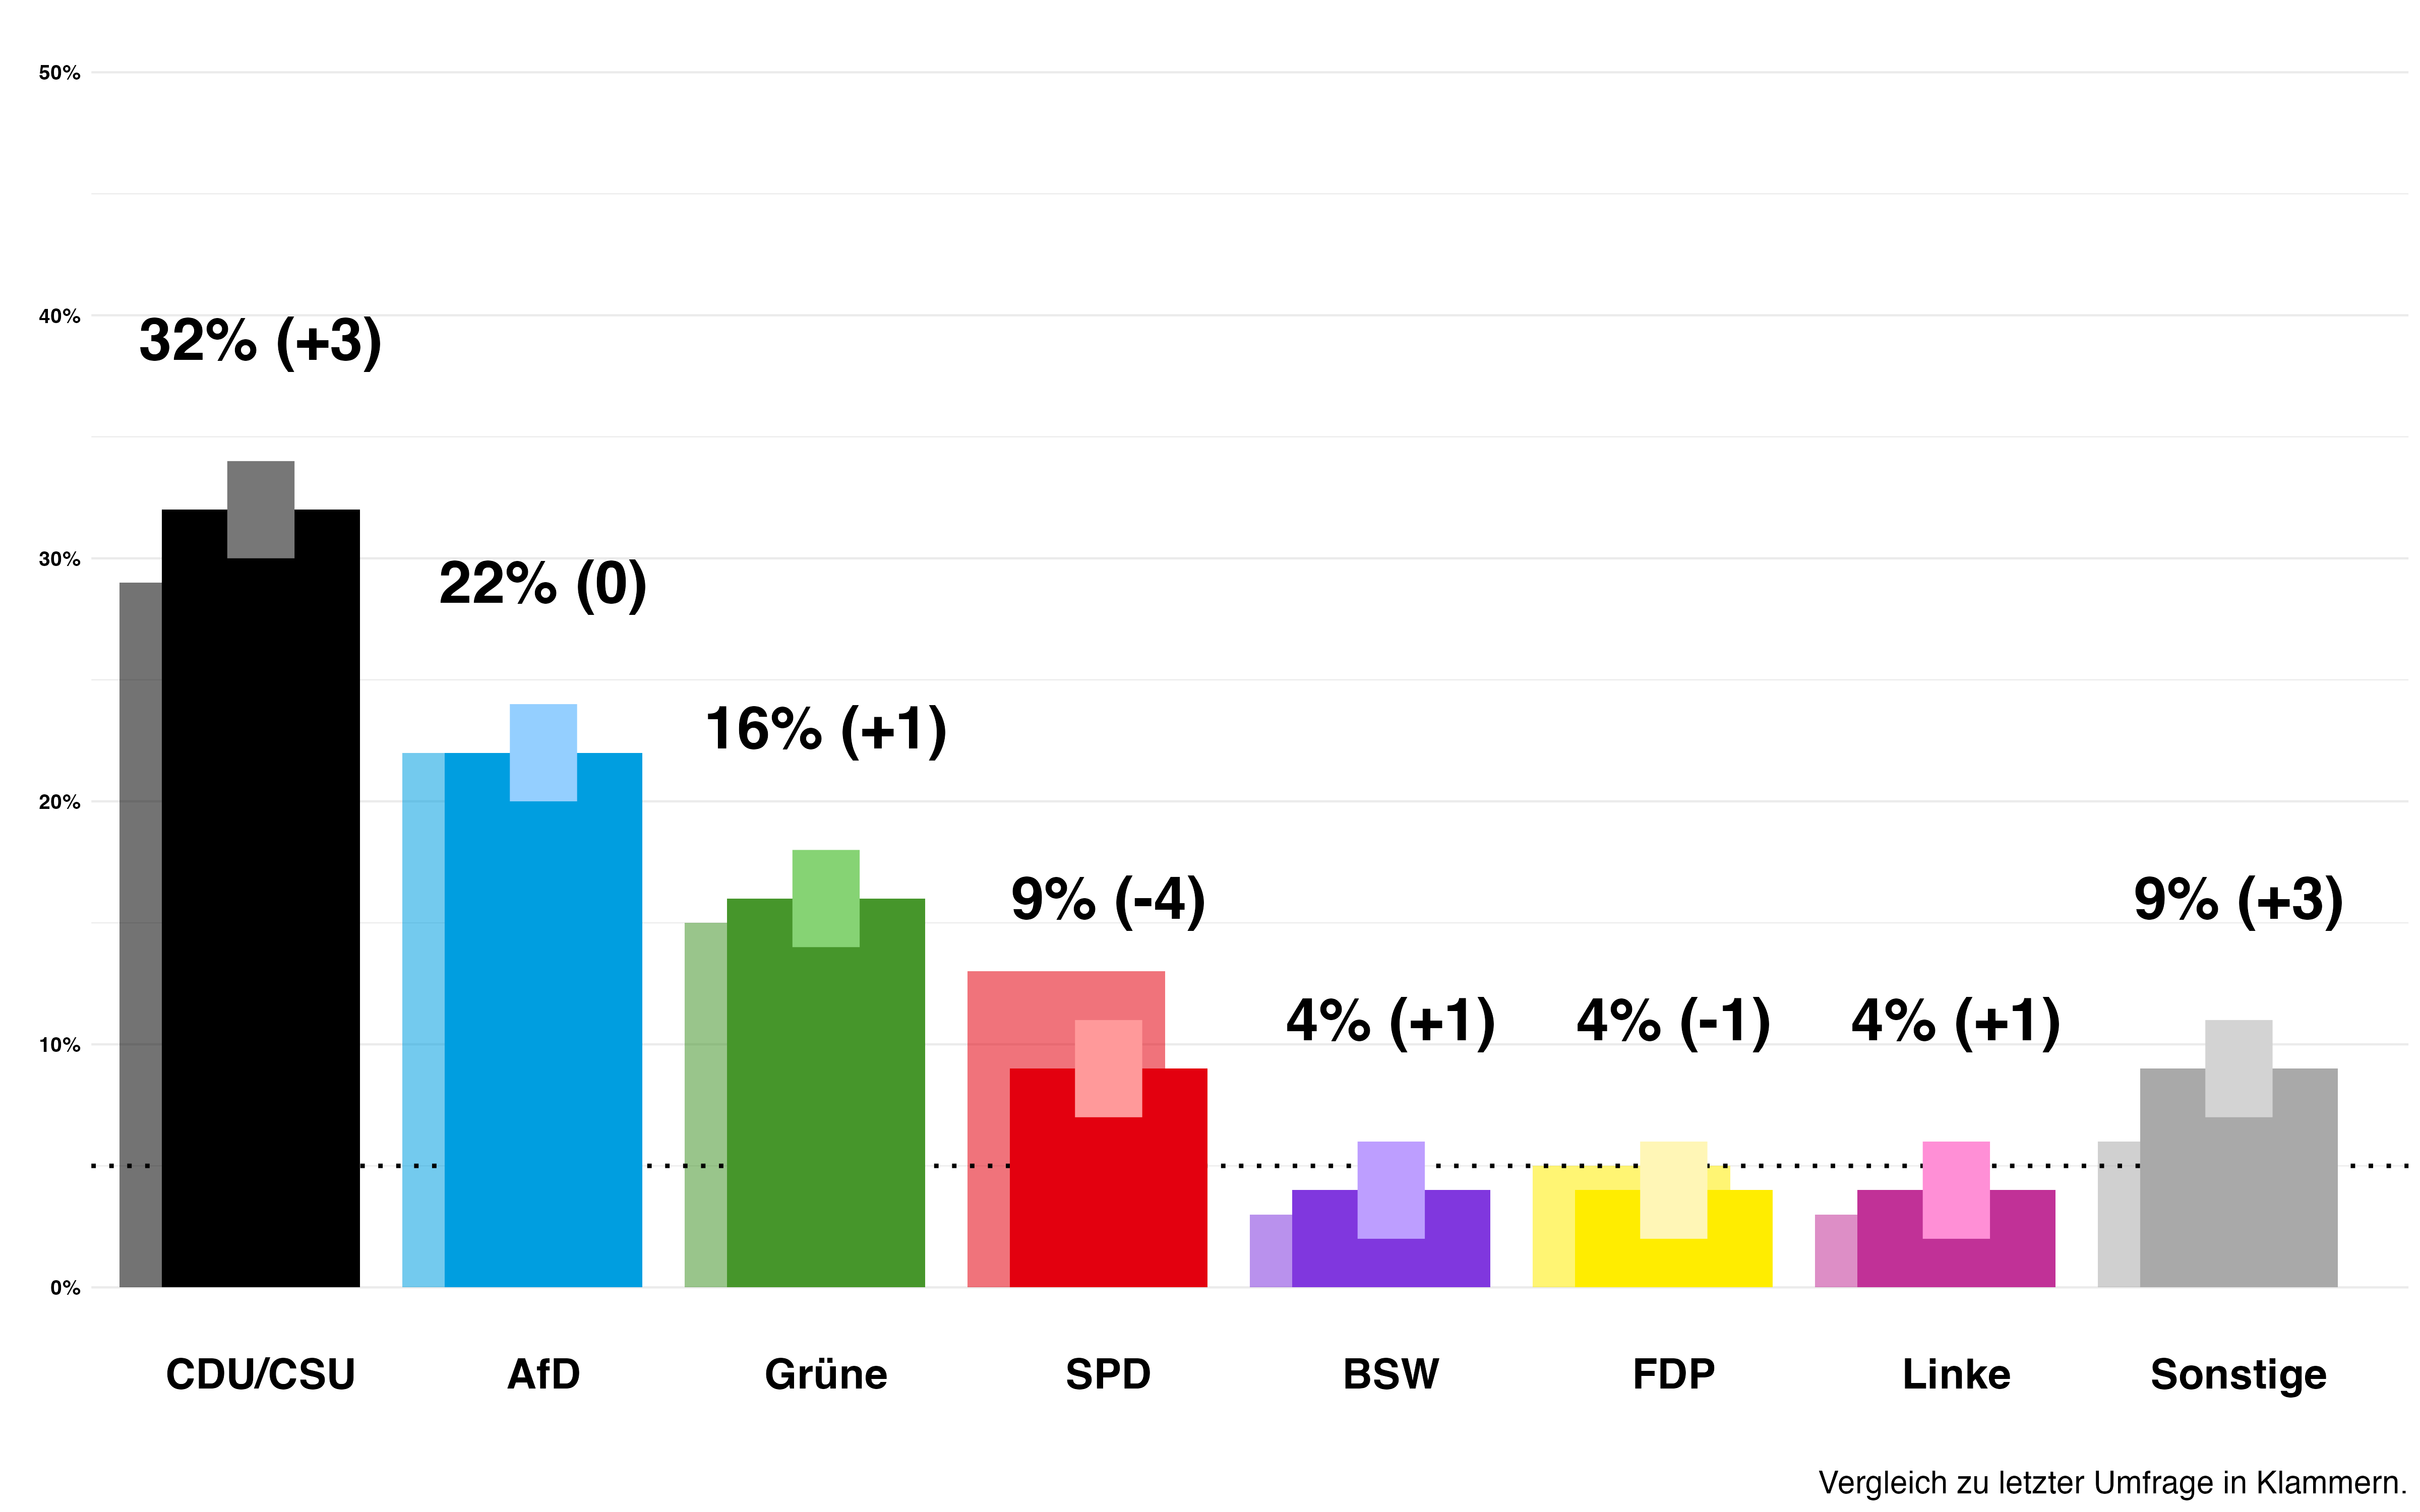 50%
40%
32% (+3)
30%
22% (0)
16% (+1)
20%
9% (-4)
9% (+3)
4% (+1)
4% (-1)
4% (+1)
10%
0%
CDU/CSU
AfD
Grüne
SPD
BSW
FDP
Linke
Sonstige
Vergleich zu letzter Umfrage in Klammern.